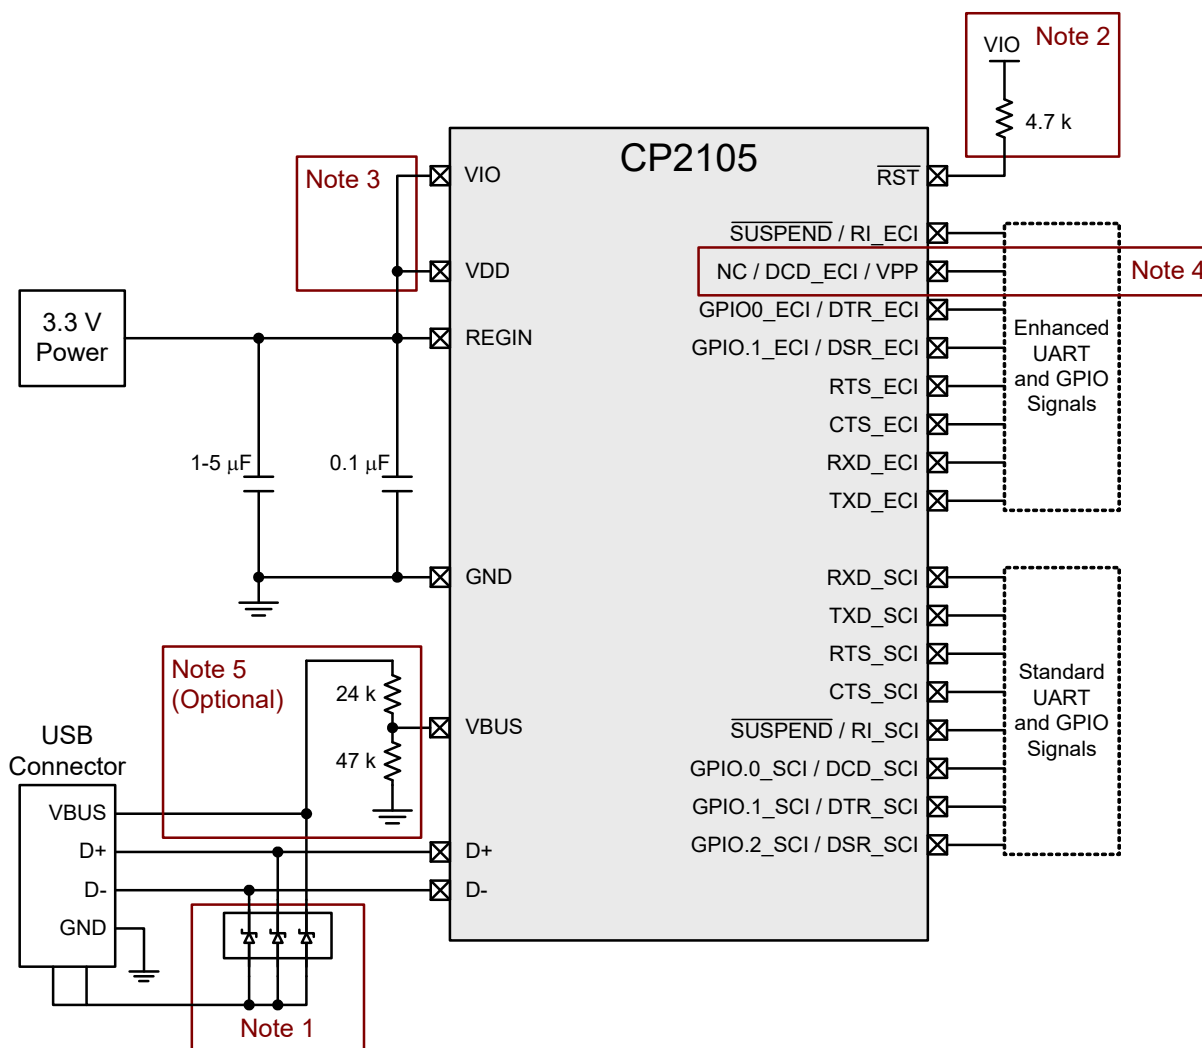 Note 2
VIO
4.7 k
CP2105
Note 3
VIO
RST
SUSPEND / RI_ECI
VDD
NC / DCD_ECI / VPP
Note 4
3.3 V
Power
REGIN
GPIO0_ECI / DTR_ECI
GPIO.1_ECI / DSR_ECI
RTS_ECI
CTS_ECI
RXD_ECI
TXD_ECI
Enhanced
UART
and GPIO
Signals
1-5 μF
0.1 μF
GND
RXD_SCI
TXD_SCI
RTS_SCI
CTS_SCI
SUSPEND / RI_SCI
GPIO.0_SCI / DCD_SCI
GPIO.1_SCI / DTR_SCI
GPIO.2_SCI / DSR_SCI
Standard
UART
and GPIO
Signals
Note 5
(Optional)
24 k
47 k
VBUS
USB
Connector
VBUS
D+
D-
GND
D+
D-
Note 1